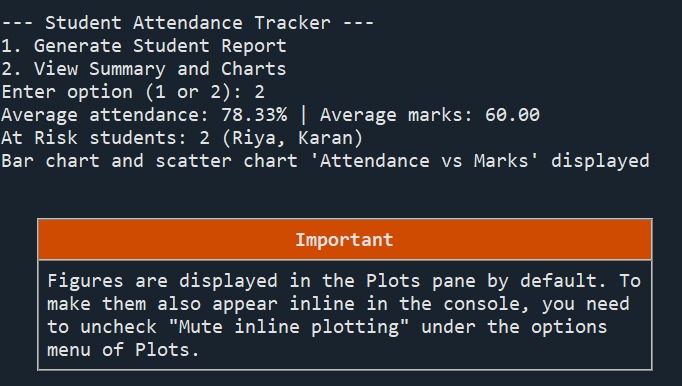 --- Student Attendance Tracker ---
1. Generate Student Report
2. View Summary and Charts
Enter option (1 or 2): 2
Average attendance: 78.33% | Average marks: 60.00
At Risk students: 2 (Riya, Karan)
Bar chart and scatter chart 'Attendance vs Marks' displayed
Important
Figures are displayed in the Plots pane by default. To
make them also appear inline in the console, you need
to uncheck "Mute inline plotting" under the options
menu of Plots.